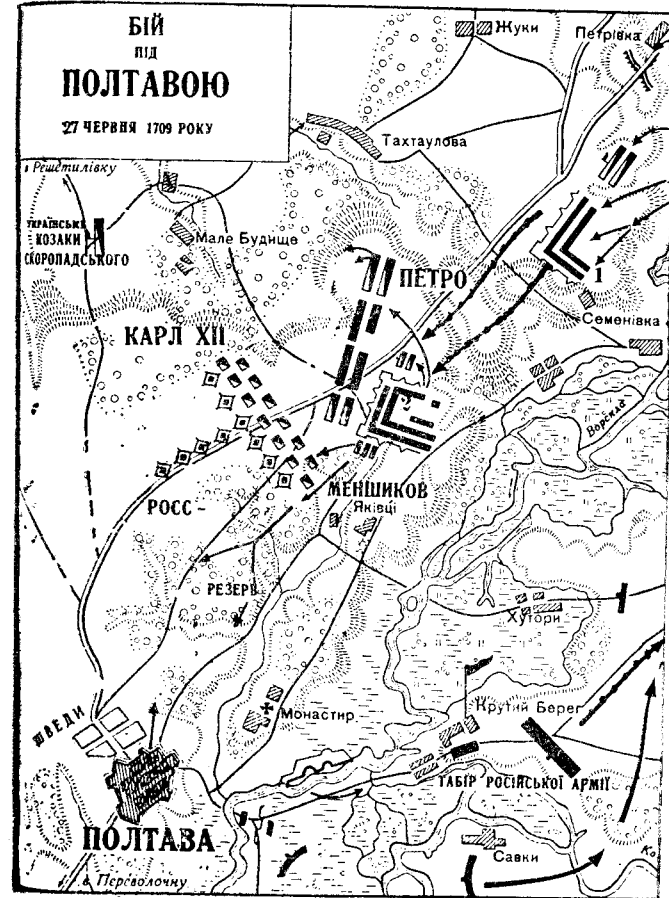 БІЙ
ПІД
ПОЛТАВОЮ
27 ЧЕРВНЯ 1709 РОКУ
Жуки
Петрівка
Тахтаулова
в Решетилівку
УКРАЇНСЬКІ
КОЗАКИ
СКОРОПАДСЬКОГО
Мале Будище
ПЕТРО
1
Семенівка
КАРЛ XII
Ворскла
МЕНШИКОВ
Яківці
РОСС –
РЕЗЕРВ
Хутори
Крутий Берег
Монастир
ШВЕДИ
ТАБІР РОСІЙСЬКОЇ АРМІЇ
ПОЛТАВА
Савки
в Переволочну